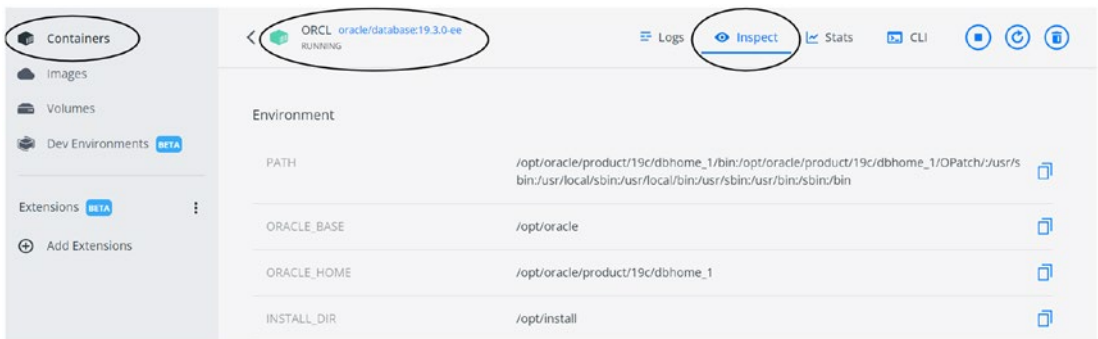 Containers
Images
Volumes
Dev Environments BETA
Extensions BETA
Add Extensions
ORCL oracle/database:19.3.0-ee
RUNNING
Logs
Inspect
Stats
CLI
Environment
PATH
/opt/oracle/product/19c/dbhome_1/bin:/opt/oracle/product/19c/dbhome_1/OPatch/:/usr/s
bin:/usr/local/sbin:/usr/local/bin:/usr/sbin:/usr/bin:/sbin:/bin
ORACLE_BASE
/opt/oracle
ORACLE_HOME
/opt/oracle/product/19c/dbhome_1
INSTALL_DIR
/opt/install